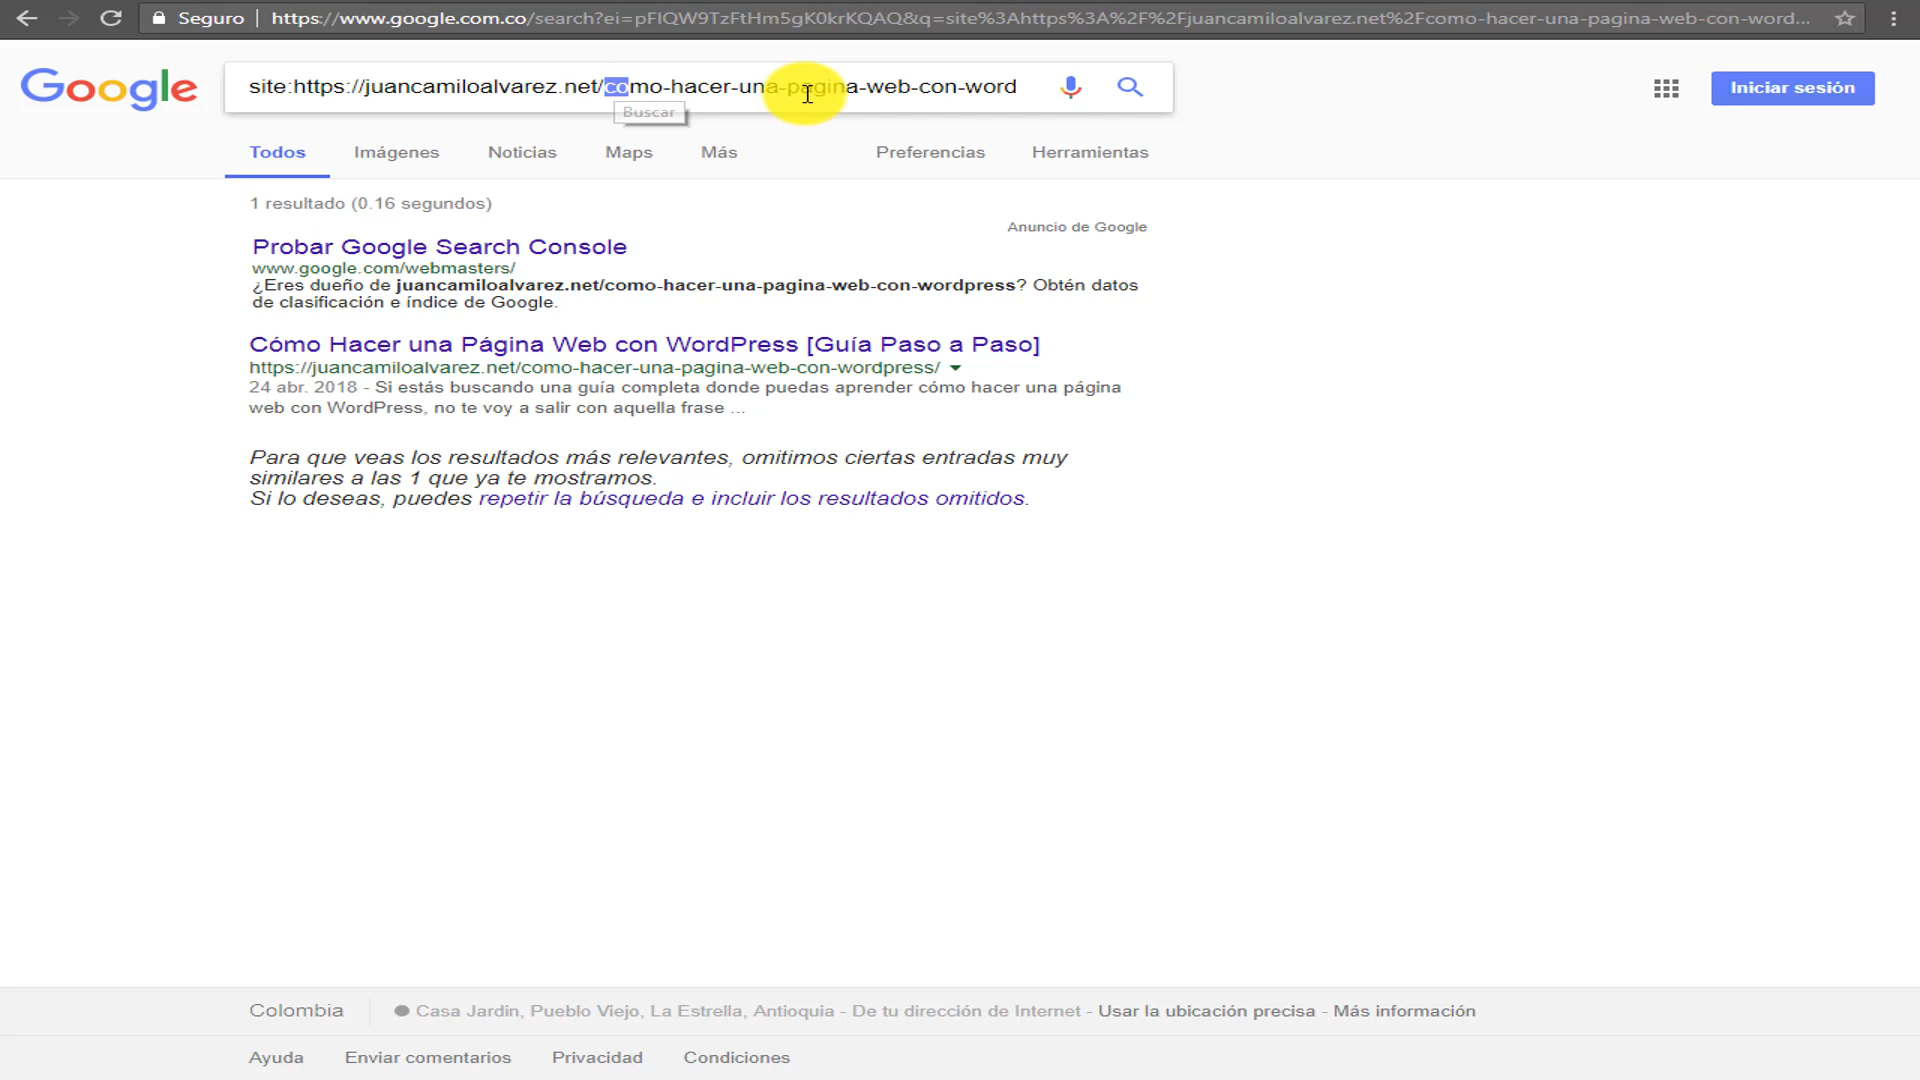 Seguro | https://www.google.com.co/search?ei=pFIQW9TzFtHm5gK0krKQAQ&q=site%3Ahttps%3A%2F%2Fjuancamiloalvarez.net%2Fcomo-hacer-una-pagina-web-con-word...
Google
site:https://juancamiloalvarez.net/como-hacer-una-pagina-web-con-word
Iniciar sesión
Buscar
Todos Imágenes Noticias Maps Más Preferencias Herramientas
1 resultado (0.16 segundos)
Anuncio de Google
Probar Google Search Console
www.google.com/webmasters/
¿Eres dueño de juancamiloalvarez.net/como-hacer-una-pagina-web-con-wordpress? Obtén datos
de clasificación e índice de Google.
Cómo Hacer una Página Web con WordPress [Guía Paso a Paso]
https://juancamiloalvarez.net/como-hacer-una-pagina-web-con-wordpress/
24 abr. 2018 - Si estás buscando una guía completa donde puedas aprender cómo hacer una página
web con WordPress, no te voy a salir con aquella frase ...
Para que veas los resultados más relevantes, omitimos ciertas entradas muy
similares a las 1 que ya te mostramos.
Si lo deseas, puedes repetir la búsqueda e incluir los resultados omitidos.
Colombia
Casa Jardin, Pueblo Viejo, La Estrella, Antioquia - De tu dirección de Internet - Usar la ubicación precisa - Más información
Ayuda Enviar comentarios Privacidad Condiciones